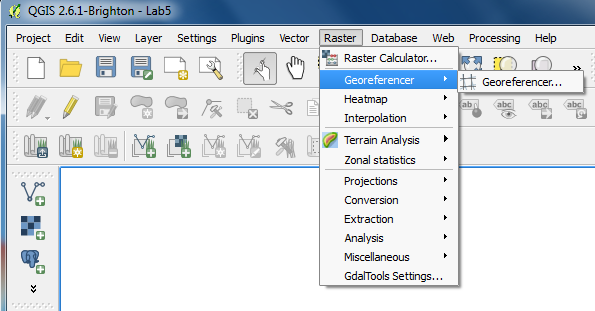 QGIS 2.6.1-Brighton - Lab5
Project Edit View Layer Settings Plugins Vector Raster Database Web Processing Help
Raster Calculator...
Georeferencer
Georeferencer...
Heatmap
Interpolation
Terrain Analysis
Zonal statistics
Projections
Conversion
Extraction
Analysis
Miscellaneous
GdalTools Settings...
abc
abc
abc